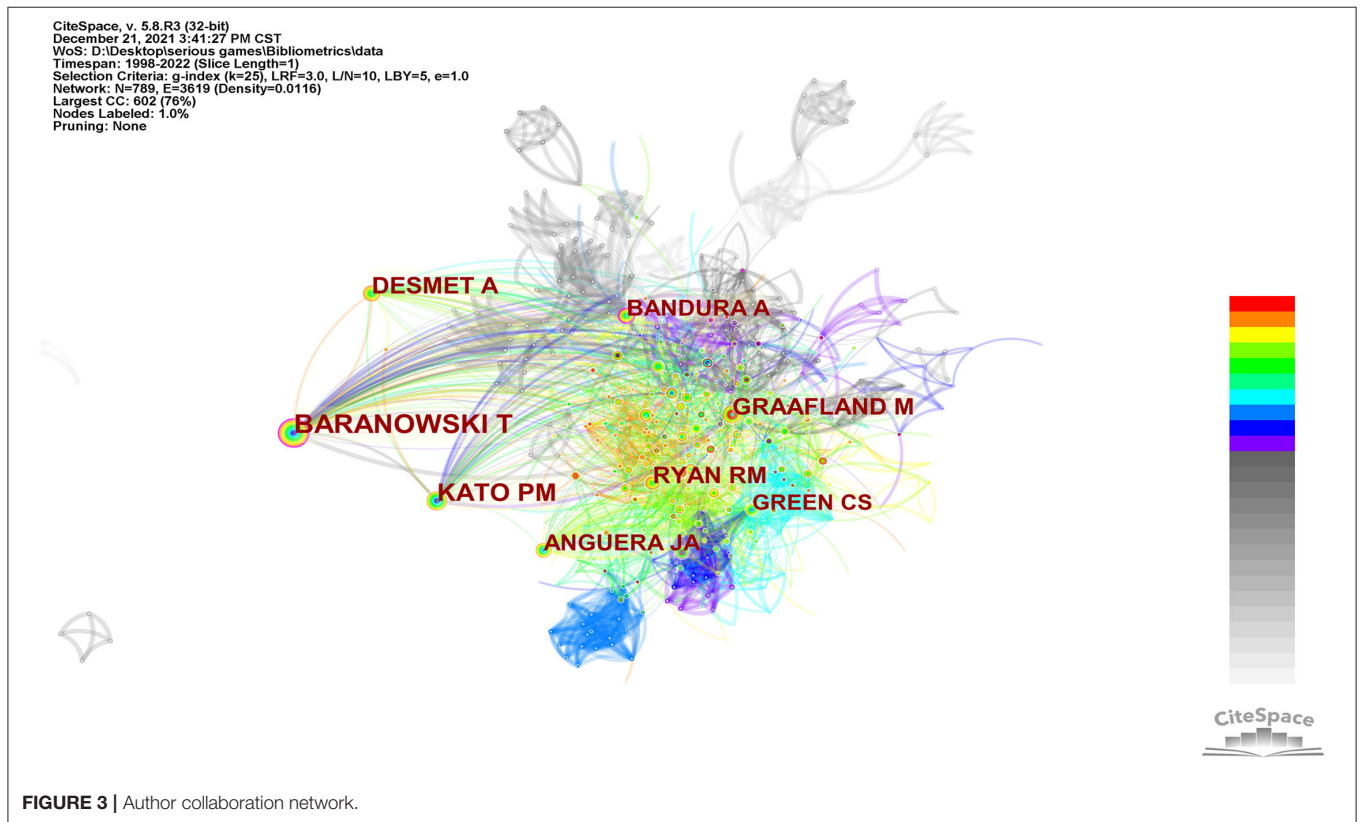 CiteSpace, v. 5.8.R3 (32-bit)
December 21, 2021 3:41:27 PM CST
WoS: D:\Desktop\serious games\Bibliometrics\data
Timespan: 1998-2022 (Slice Length=1)
Selection Criteria: g-index (k=25), LRF=3.0, L/N=10, LBY=5, e=1.0
Network: N=789, E=3619 (Density=0.0116)
Largest CC: 602 (76%)
Nodes Labeled: 1.0%
Pruning: None
DESMET A
BANDURA A
BARANOWSKI T
GRAAFLAND M
RYAN RM
KATO PM
GREEN CS
ANGUERA JA
CiteSpace
FIGURE 3 | Author collaboration network.